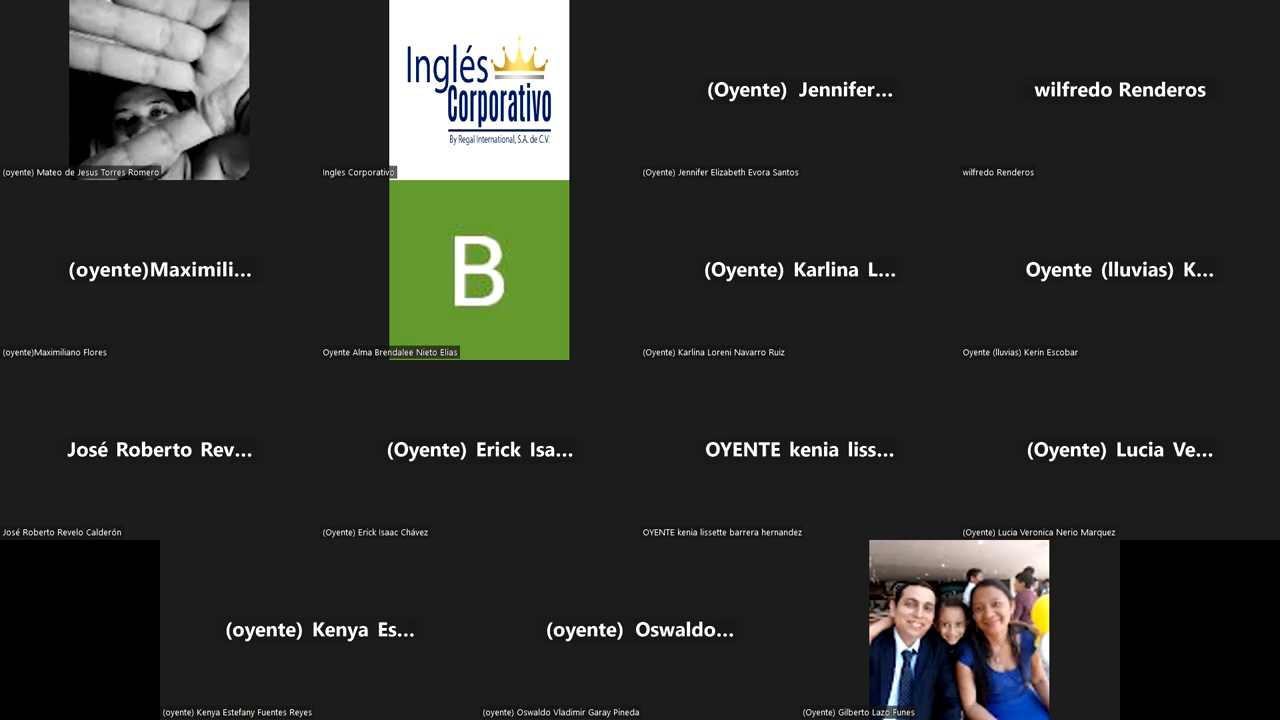 Inglés
Corporativo
By Regal International, S.A. de C.V.
(Oyente) Jennifer...
wilfredo Renderos
(oyente) Mateo de Jesus Torres Romero
Ingles Corporativo
(Oyente) Jennifer Elizabeth Evora Santos
wilfredo Renderos
(oyente)Maximili...
B
(Oyente) Karlina L...
Oyente (lluvias) K...
(oyente)Maximiliano Flores
Oyente Alma Brendalee Nieto Elias
(Oyente) Karlina Loreni Navarro Ruiz
Oyente (lluvias) Kerin Escobar
José Roberto Rev...
(Oyente) Erick Isa...
OYENTE kenia liss...
(Oyente) Lucia Ve...
José Roberto Revelo Calderón
(Oyente) Erick Isaac Chávez
OYENTE kenia lissette barrera hernandez
(Oyente) Lucia Veronica Nerio Marquez
(oyente) Kenya Es...
(oyente) Oswaldo...
(oyente) Kenya Estefany Fuentes Reyes
(oyente) Oswaldo Vladimir Garay Pineda
(Oyente) Gilberto Lazo Funes